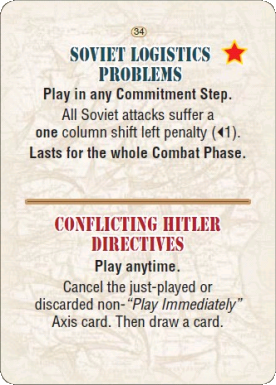 34
SOVIET LOGISTICS
PROBLEMS
Play in any Commitment Step.
All Soviet attacks suffer a
one column shift left penalty (◀1).
Lasts for the whole Combat Phase.
CONFLICTING HITLER
DIRECTIVES
Play anytime.
Cancel the just-played or
discarded non-“Play Immediately”
Axis card. Then draw a card.